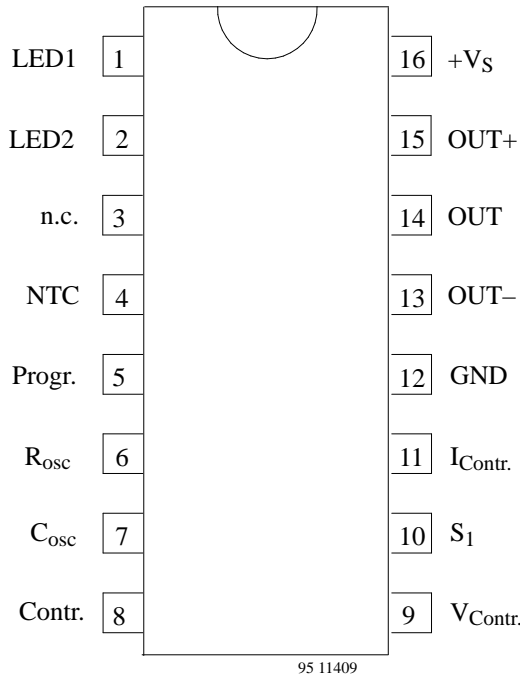 LED1 1 16 +VS
LED2 2 15 OUT+
n.c. 3 14 OUT
NTC 4 13 OUT–
Progr. 5 12 GND
Rosc 6 11 IContr.
Cosc 7 10 S1
Contr. 8 9 VContr.
95 11409